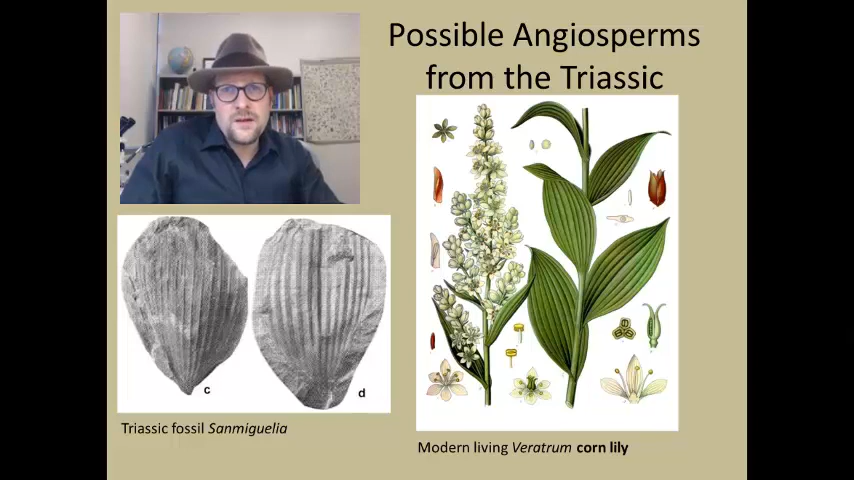 Possible Angiosperms
from the Triassic
c
d
Triassic fossil Sanmiguelia
Modern living Veratrum corn lily